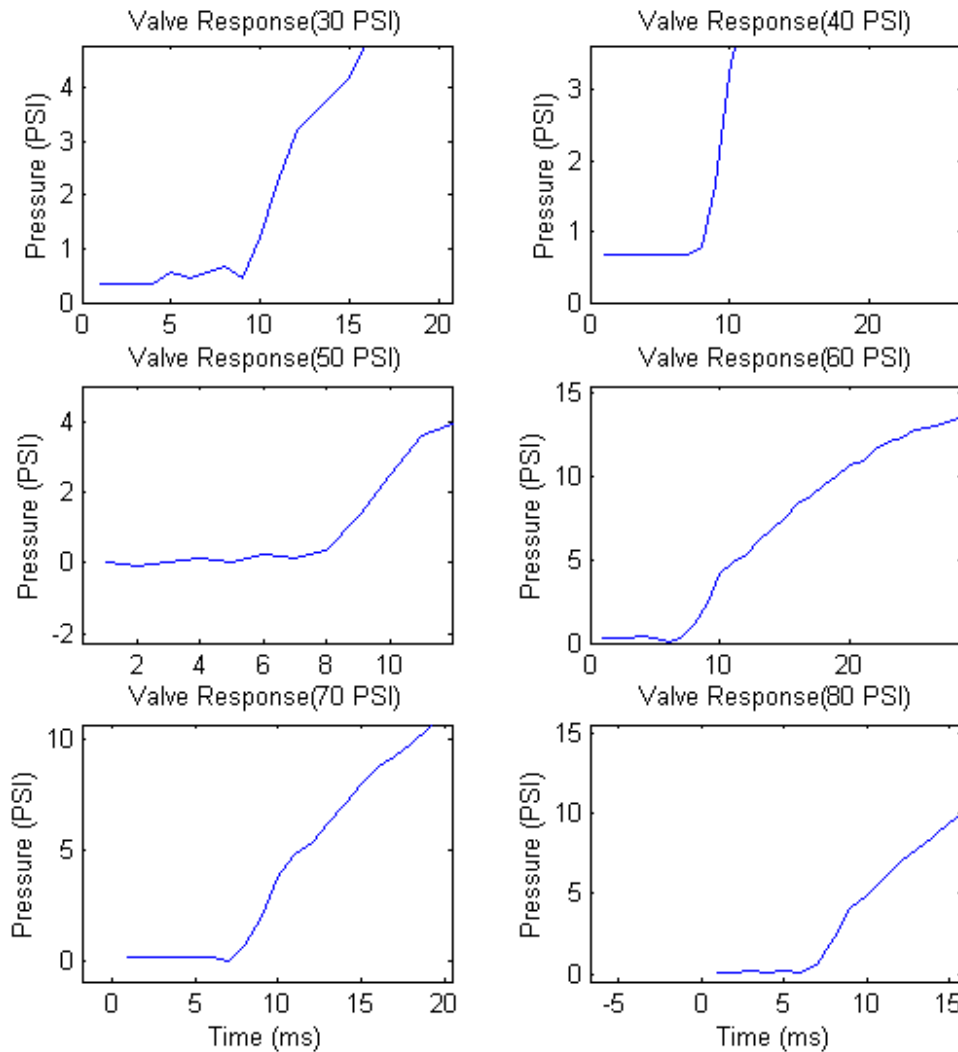 Valve Response(30 PSI)
Pressure (PSI)
4
3
2
1
0
0 5 10 15 20
Valve Response(40 PSI)
Pressure (PSI)
3
2
1
0
0 10 20
Valve Response(50 PSI)
Pressure (PSI)
4
2
0
-2
2 4 6 8 10
Valve Response(60 PSI)
Pressure (PSI)
15
10
5
0
0 10 20
Valve Response(70 PSI)
Pressure (PSI)
10
5
0
0 5 10 15 20
Time (ms)
Valve Response(80 PSI)
Pressure (PSI)
15
10
5
0
-5 0 5 10 15
Time (ms)